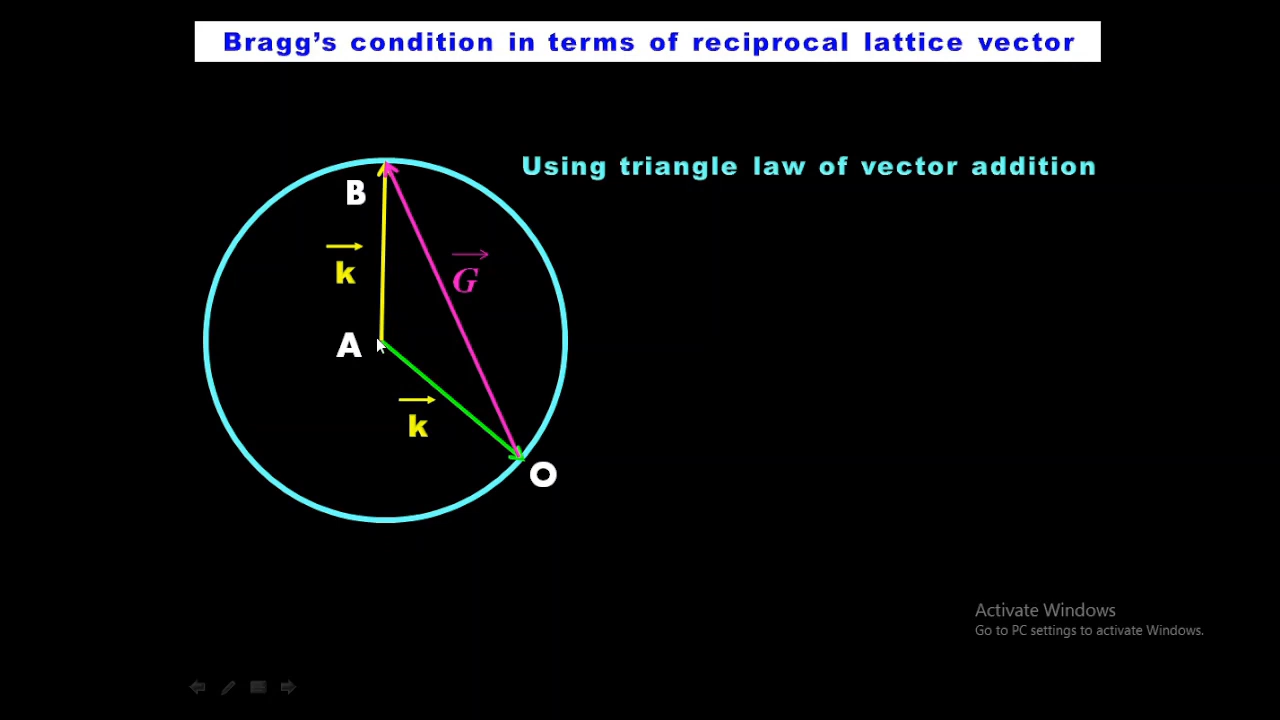 Bragg's condition in terms of reciprocal lattice vector
Using triangle law of vector addition
B
k
G
A
k
O
Activate Windows
Go to PC settings to activate Windows.